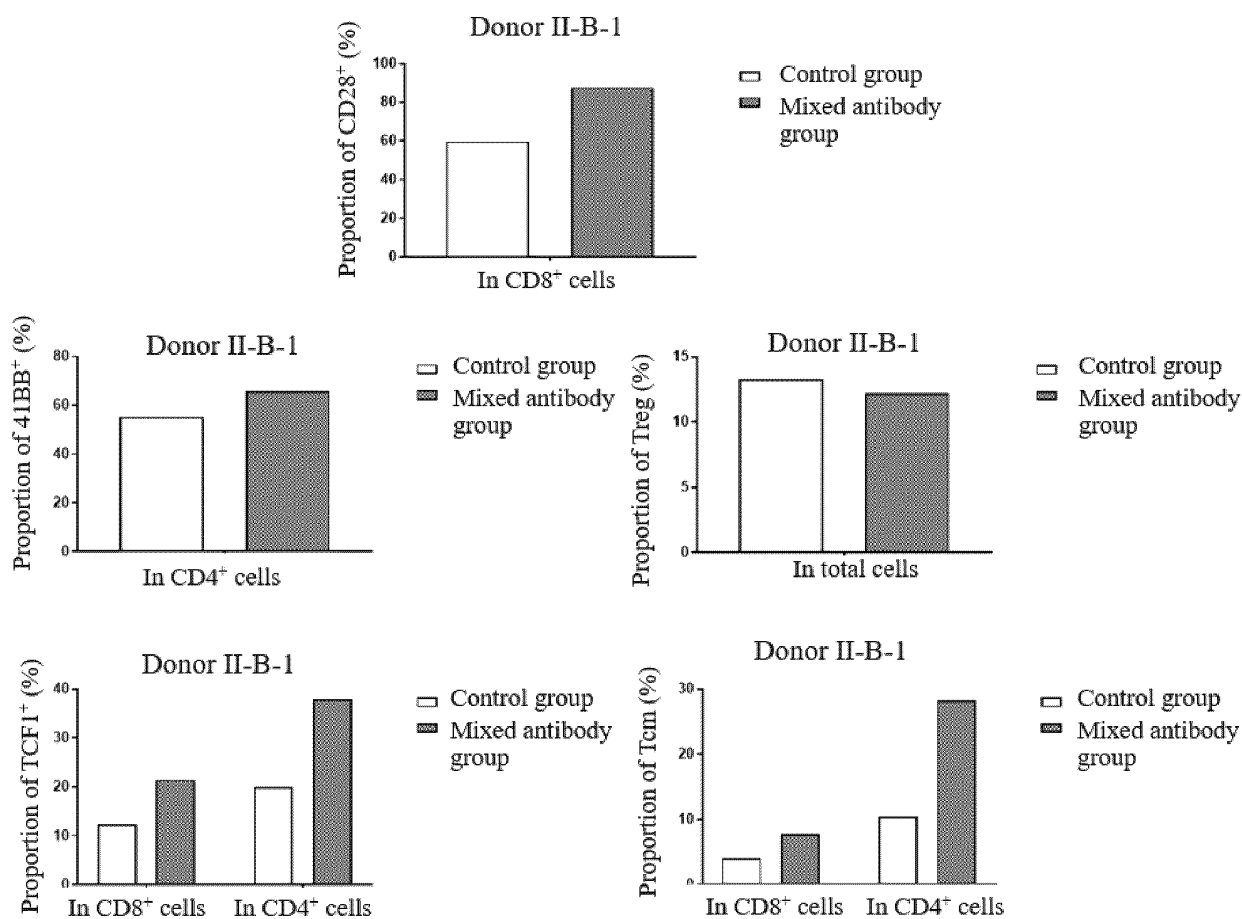 Donor II-B-1
Proportion of CD28⁺ (%)
100
80
60
40
20
0
In CD8⁺ cells
Control group
Mixed antibody
group
Donor II-B-1
Proportion of 41BB⁺ (%)
80
60
40
20
0
In CD4⁺ cells
Control group
Mixed antibody
group
Donor II-B-1
Proportion of Treg (%)
15
10
5
0
In total cells
Control group
Mixed antibody
group
Donor II-B-1
Proportion of TCF1⁺ (%)
40
30
20
10
0
In CD8⁺ cells In CD4⁺ cells
Control group
Mixed antibody
group
Donor II-B-1
Proportion of Tcm (%)
30
20
10
0
In CD8⁺ cells In CD4⁺ cells
Control group
Mixed antibody
group